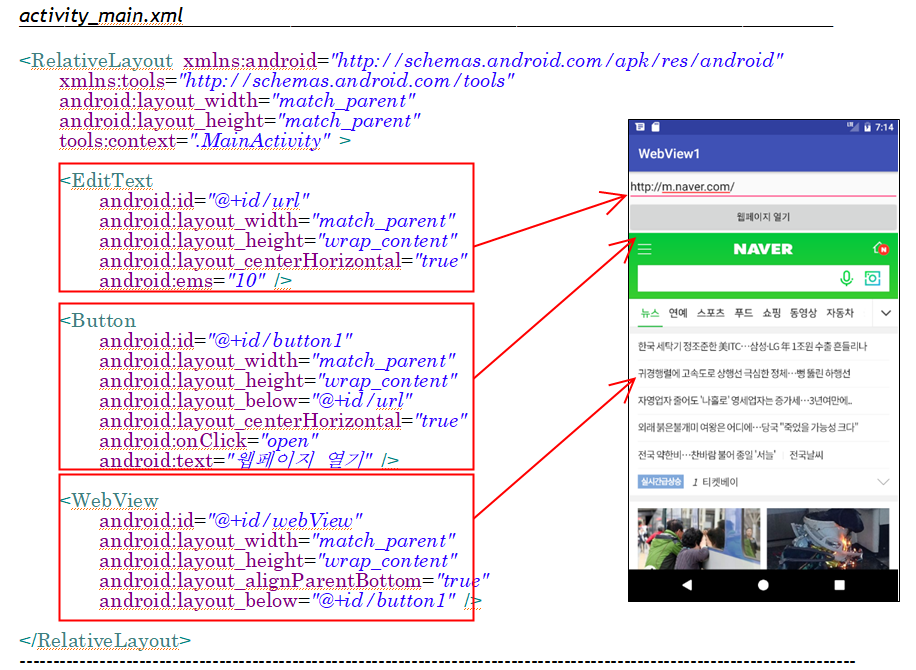 activity_main.xml
<RelativeLayout xmlns:android="http://schemas.android.com/apk/res/android"
xmlns:tools="http://schemas.android.com/tools"
android:layout_width="match_parent"
android:layout_height="match_parent"
tools:context=".MainActivity" >
<EditText
android:id="@+id/url"
android:layout_width="match_parent"
android:layout_height="wrap_content"
android:layout_centerHorizontal="true"
android:ems="10" />
<Button
android:id="@+id/button1"
android:layout_width="match_parent"
android:layout_height="wrap_content"
android:layout_below="@+id/url"
android:layout_centerHorizontal="true"
android:onClick="open"
android:text="웹페이지 열기" />
<WebView
android:id="@+id/webView"
android:layout_width="match_parent"
android:layout_height="wrap_content"
android:layout_alignParentBottom="true"
android:layout_below="@+id/button1" />
</RelativeLayout>
7:14
WebView1
http://m.naver.com/
웹페이지 열기
NAVER
N
뉴스 연예 스포츠 푸드 쇼핑 동영상 자동차
한국 세탁기 정조준한 美ITC…삼성·LG 年 1조원 수출 흔들리나
귀경행렬에 고속도로 상행선 극심한 정체…뻥 뚫린 하행선
자영업자 줄어도 '나홀로' 영세업자는 증가세…3년여만에..
외래 붉은불개미 여왕은 어디에…당국 "죽었을 가능성 크다"
전국 약한비…찬바람 불어 종일 '서늘' 전국날씨
실시간급상승 1 티켓베이